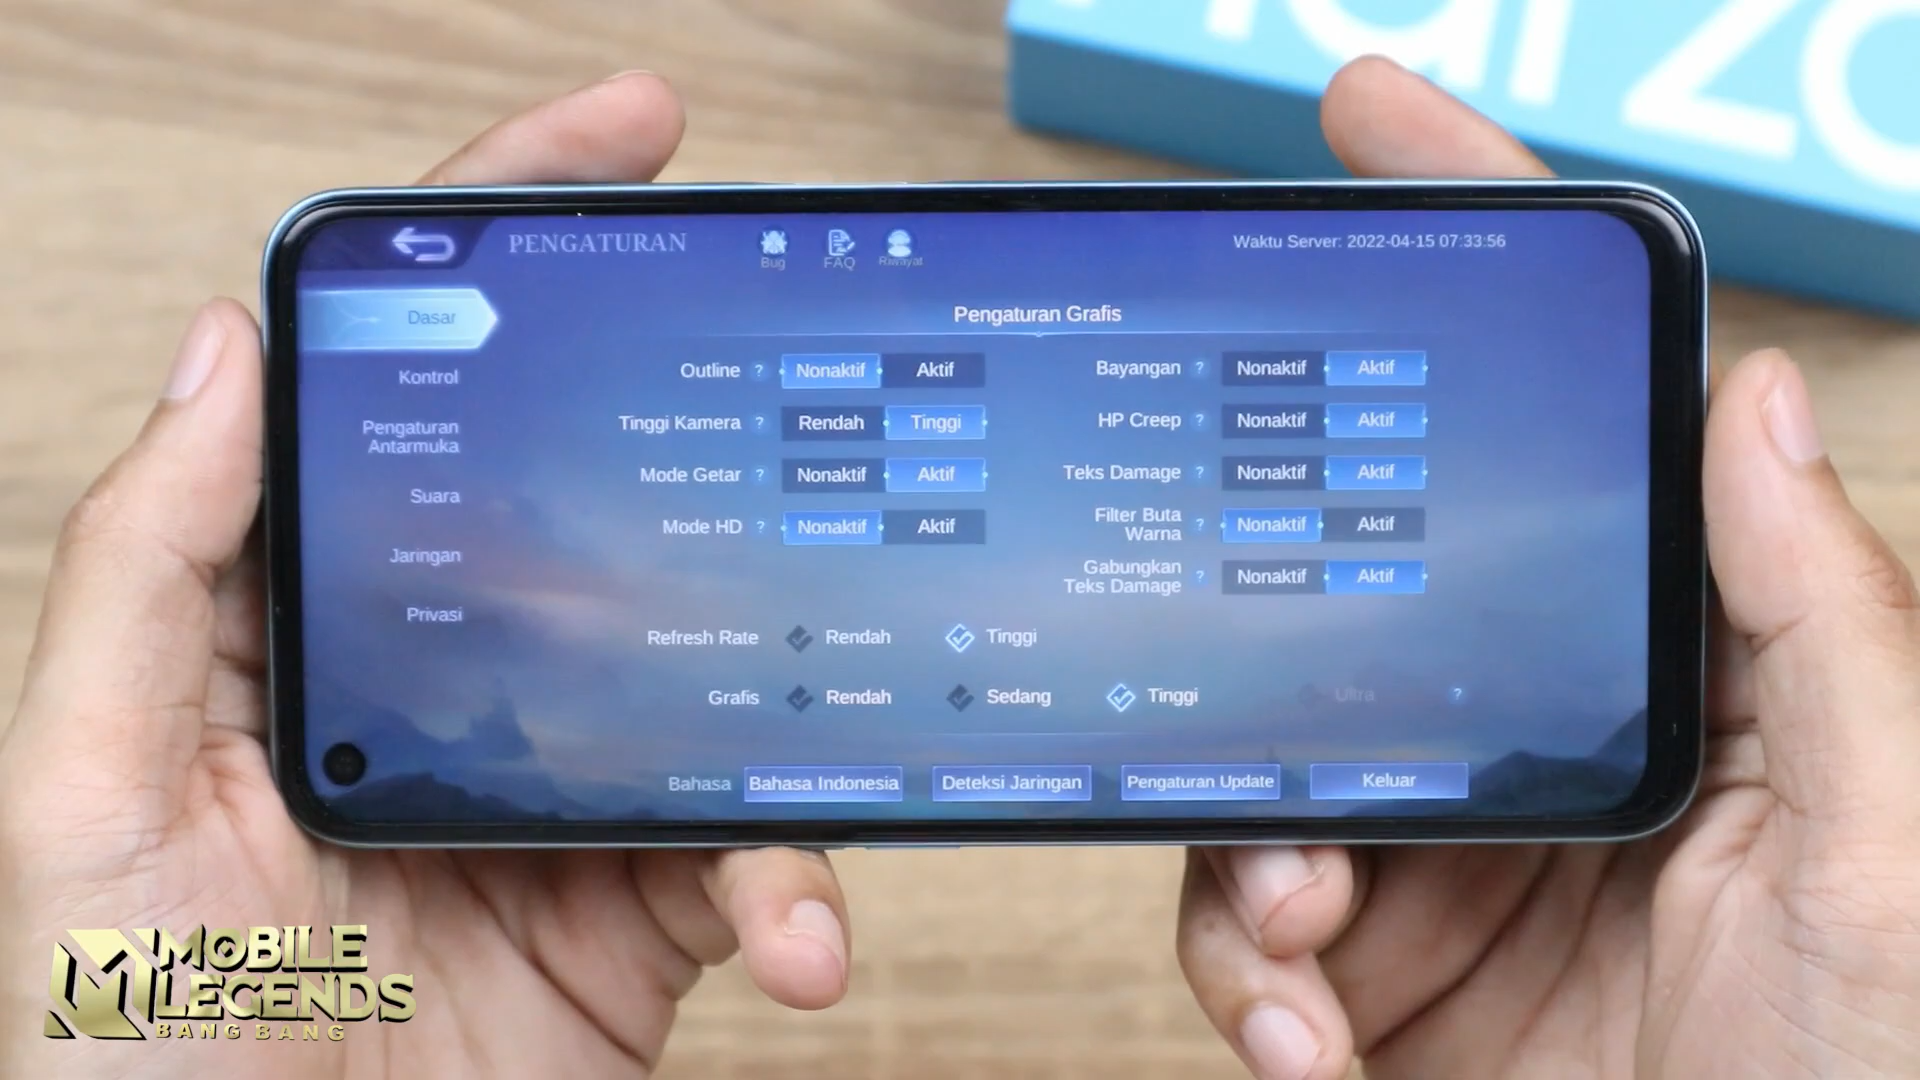 PENGATURAN
Bug
FAQ
Riwayat
Waktu Server: 2022-04-15 07:33:56
Dasar
Kontrol
Pengaturan
Antarmuka
Suara
Jaringan
Privasi
Pengaturan Grafis
Outline ? Nonaktif Aktif
Bayangan ? Nonaktif Aktif
Tinggi Kamera ? Rendah Tinggi
HP Creep ? Nonaktif Aktif
Mode Getar ? Nonaktif Aktif
Teks Damage ? Nonaktif Aktif
Mode HD ? Nonaktif Aktif
Filter Buta
Warna ? Nonaktif Aktif
Gabungkan
Teks Damage ? Nonaktif Aktif
Refresh Rate Rendah Tinggi
Grafis Rendah Sedang Tinggi Ultra ?
Bahasa Bahasa Indonesia Deteksi Jaringan Pengaturan Update Keluar
MOBILE
LEGENDS
BANG BANG